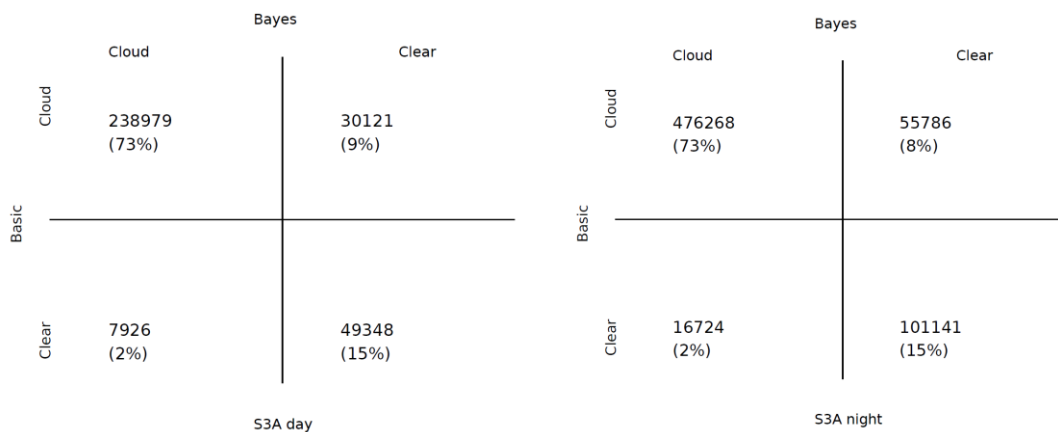 Bayes
Cloud Clear
Cloud
238979 30121
(73%) (9%)
Basic
Clear
7926 49348
(2%) (15%)
S3A day
Bayes
Cloud Clear
Cloud
476268 55786
(73%) (8%)
Basic
Clear
16724 101141
(2%) (15%)
S3A night